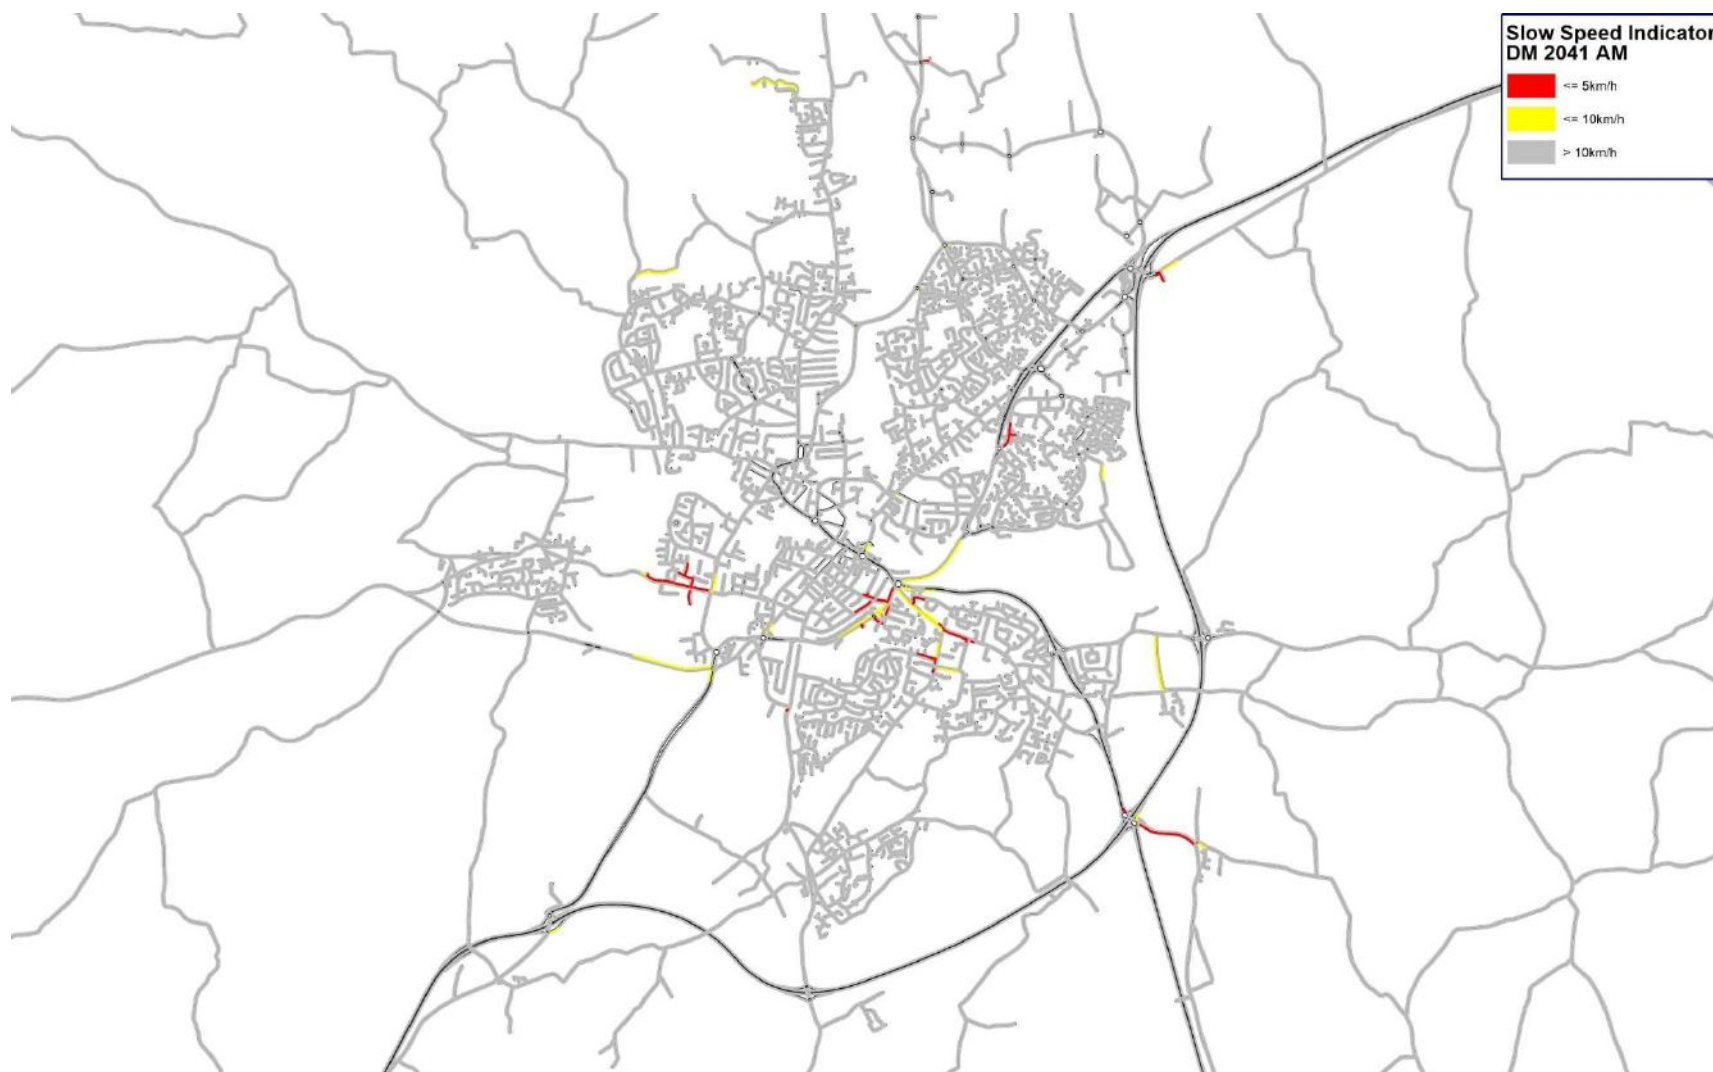 Slow Speed Indicator
DM 2041 AM
<= 5km/h
<= 10km/h
> 10km/h